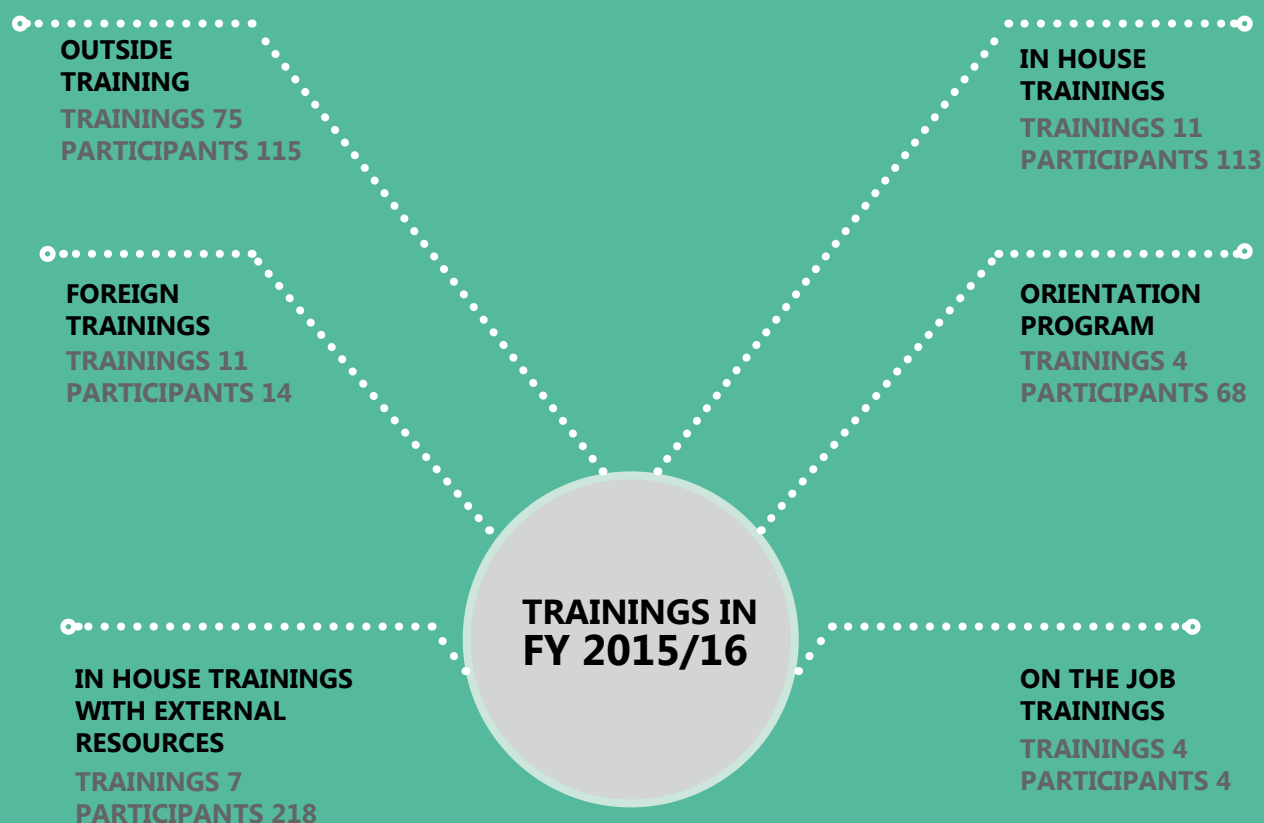 OUTSIDE
TRAINING
TRAININGS 75
PARTICIPANTS 115
IN HOUSE
TRAININGS
TRAININGS 11
PARTICIPANTS 113
FOREIGN
TRAININGS
TRAININGS 11
PARTICIPANTS 14
ORIENTATION
PROGRAM
TRAININGS 4
PARTICIPANTS 68
TRAININGS IN
FY 2015/16
IN HOUSE TRAININGS
WITH EXTERNAL
RESOURCES
TRAININGS 7
PARTICIPANTS 218
ON THE JOB
TRAININGS
TRAININGS 4
PARTICIPANTS 4